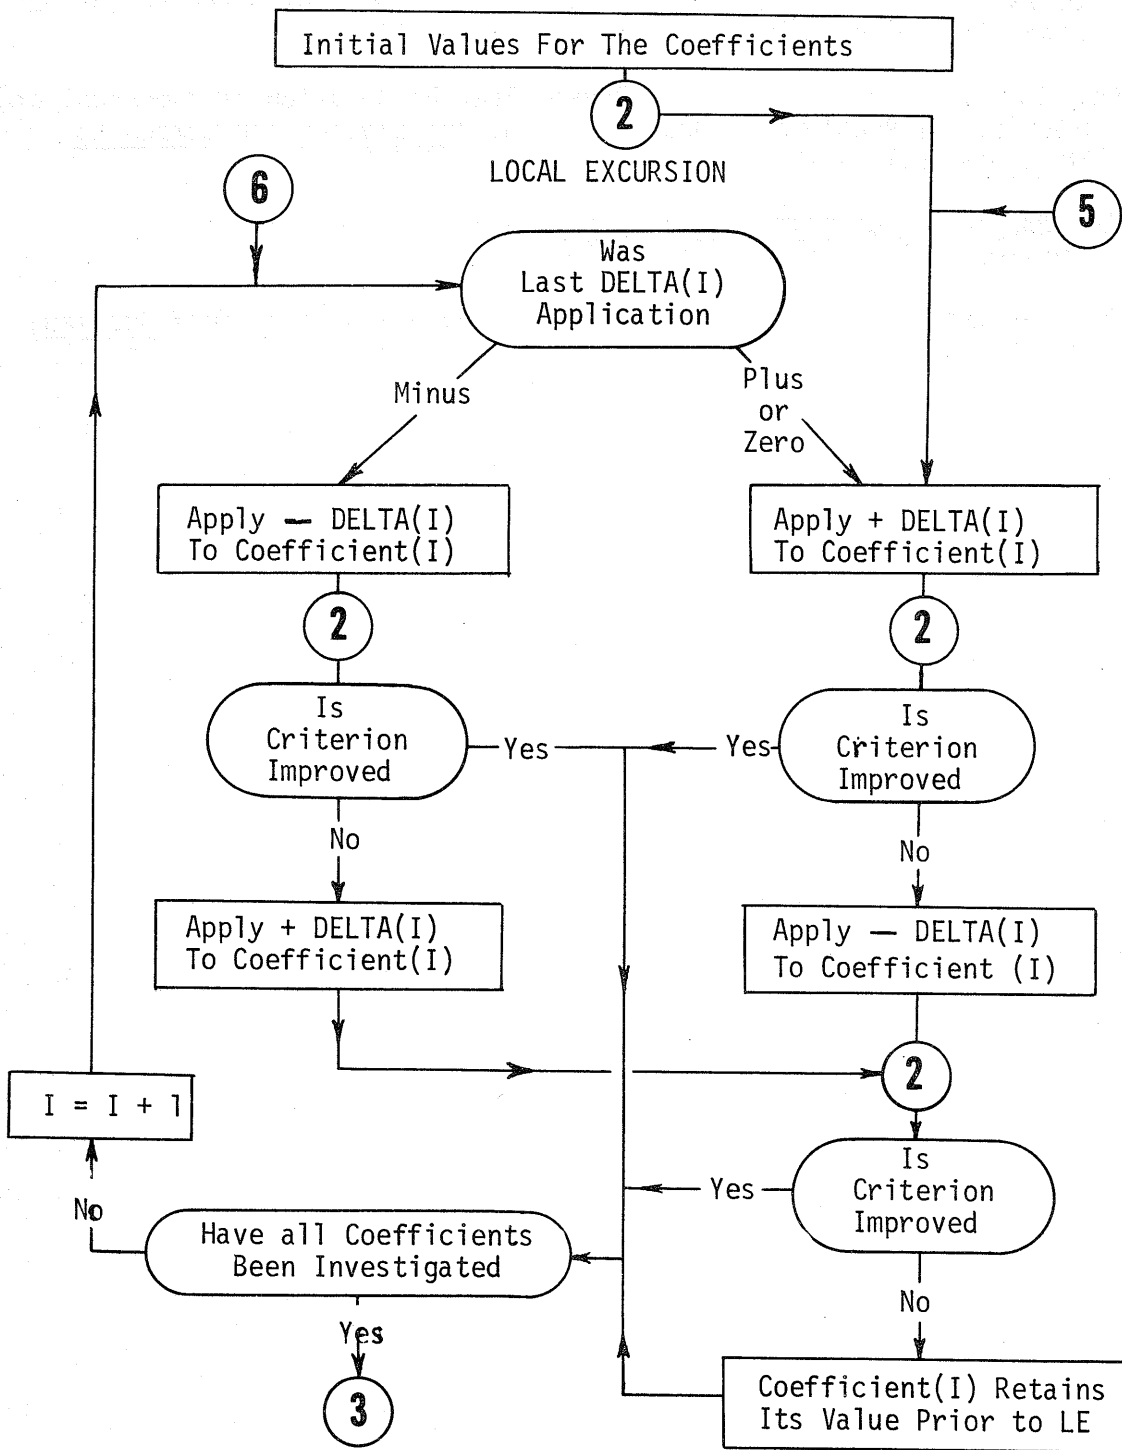 Initial Values For The Coefficients
2
LOCAL EXCURSION
6
5
Was
Last DELTA(I)
Application
Minus
Plus
or
Zero
Apply — DELTA(I)
To Coefficient(I)
Apply + DELTA(I)
To Coefficient(I)
2
2
Is
Criterion
Improved
Yes
Yes
Is
Criterion
Improved
No
No
Apply + DELTA(I)
To Coefficient(I)
Apply — DELTA(I)
To Coefficient (I)
2
I = I + 1
Is
Criterion
Improved
Yes
No
Have all Coefficients
Been Investigated
No
Yes
3
Coefficient(I) Retains
Its Value Prior to LE